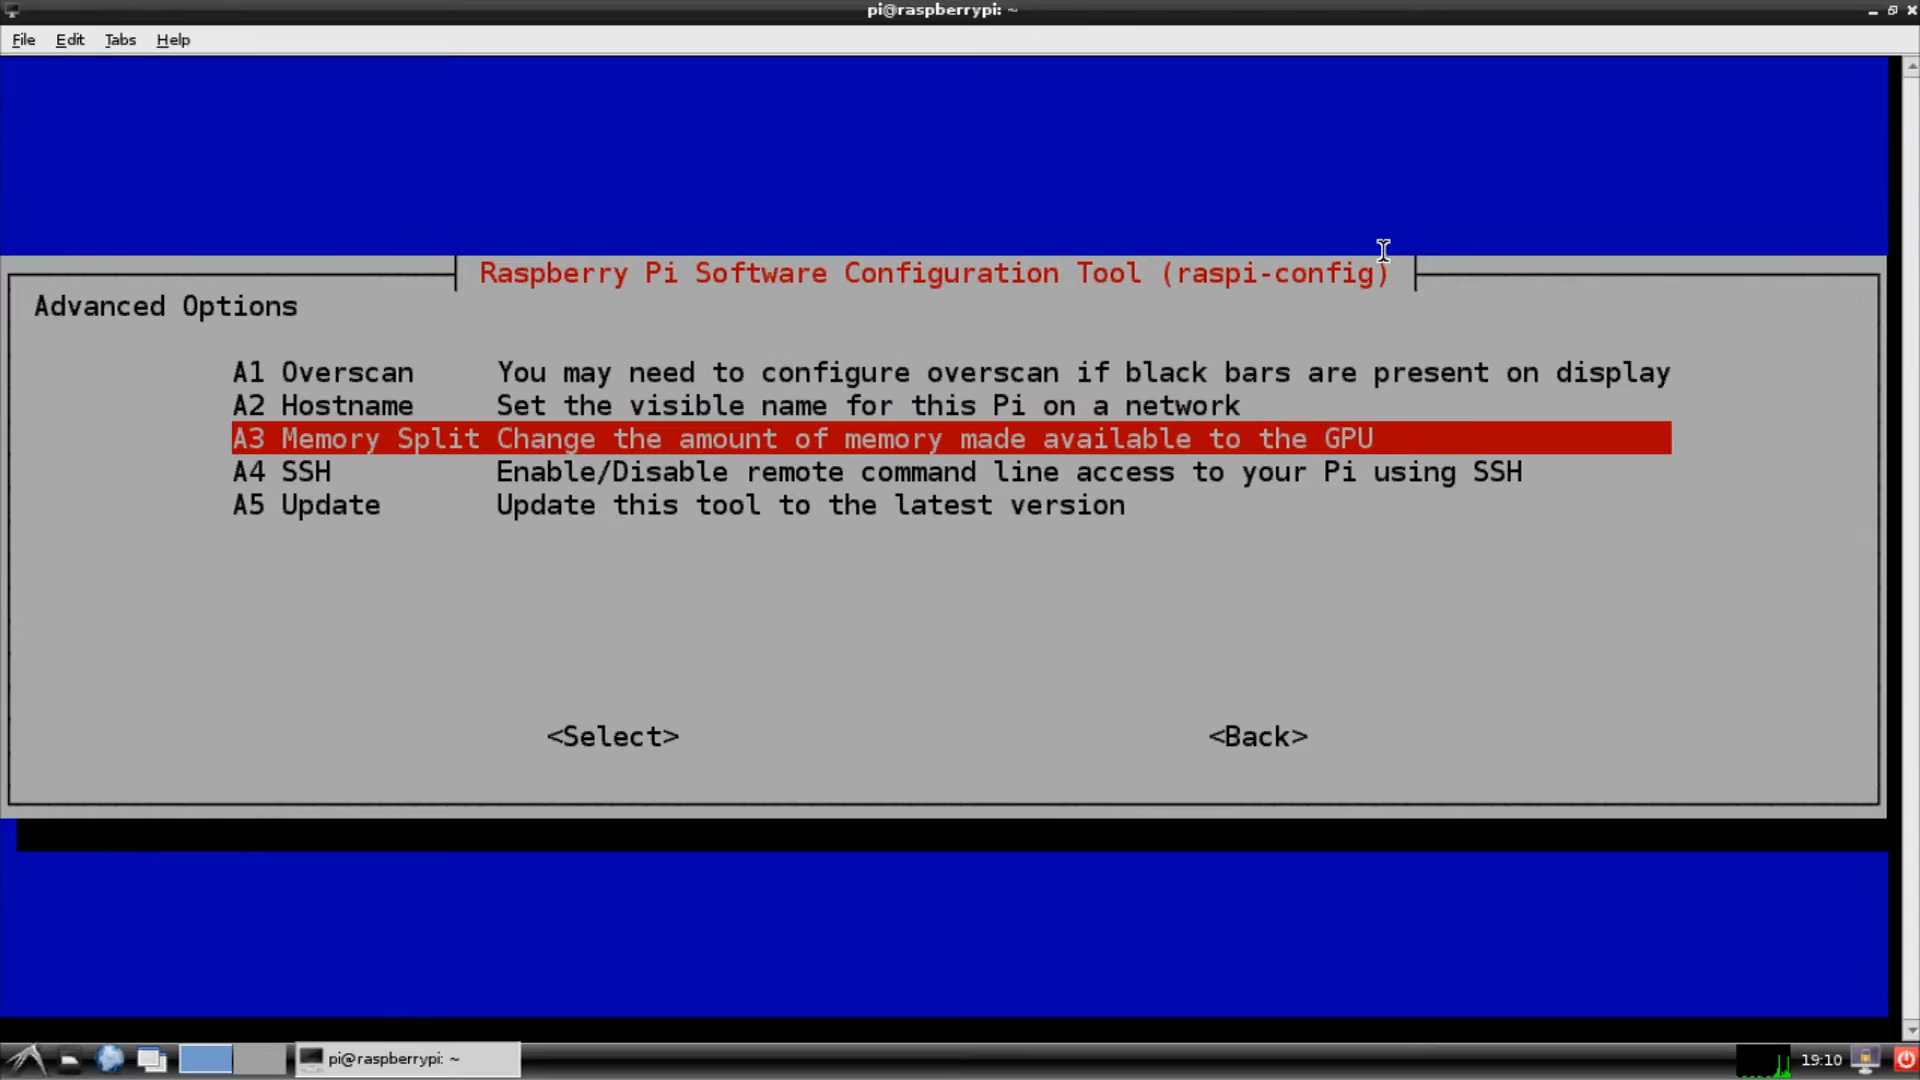 pi@raspberrypi: ~
File Edit Tabs Help
Raspberry Pi Software Configuration Tool (raspi-config)
Advanced Options
A1 Overscan You may need to configure overscan if black bars are present on display
A2 Hostname Set the visible name for this Pi on a network
A3 Memory Split Change the amount of memory made available to the GPU
A4 SSH Enable/Disable remote command line access to your Pi using SSH
A5 Update Update this tool to the latest version
<Select> <Back>
pi@raspberrypi: ~ 19:10